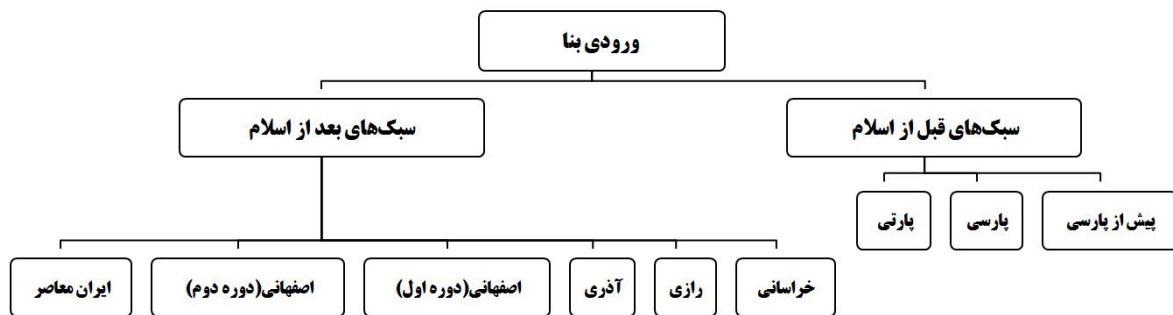 ورودی بنا
سبک‌های قبل از اسلام
سبک‌های بعد از اسلام
پیش از پارسی
پارسی
پارتی
خراسانی
رازی
آذری
اصفهانی(دوره اول)
اصفهانی(دوره دوم)
ایران معاصر